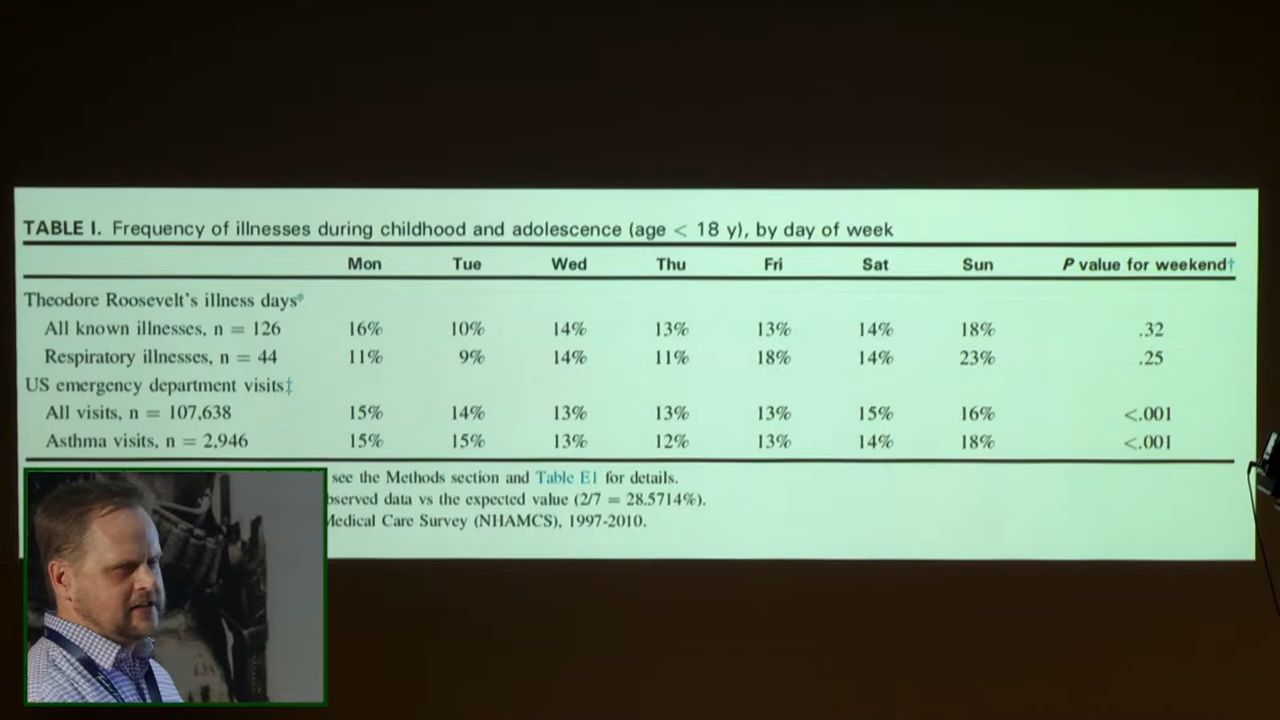 TABLE I. Frequency of illnesses during childhood and adolescence (age < 18 y), by day of week
Mon Tue Wed Thu Fri Sat Sun P value for weekend†
Theodore Roosevelt's illness days*
All known illnesses, n = 126 16% 10% 14% 13% 13% 14% 18% .32
Respiratory illnesses, n = 44 11% 9% 14% 11% 18% 14% 23% .25
US emergency department visits‡
All visits, n = 107,638 15% 14% 13% 13% 13% 15% 16% <.001
Asthma visits, n = 2,946 15% 15% 13% 12% 13% 14% 18% <.001
see the Methods section and Table E1 for details.
data vs the expected value (2/7 = 28.5714%).
Medical Care Survey (NHAMCS), 1997-2010.